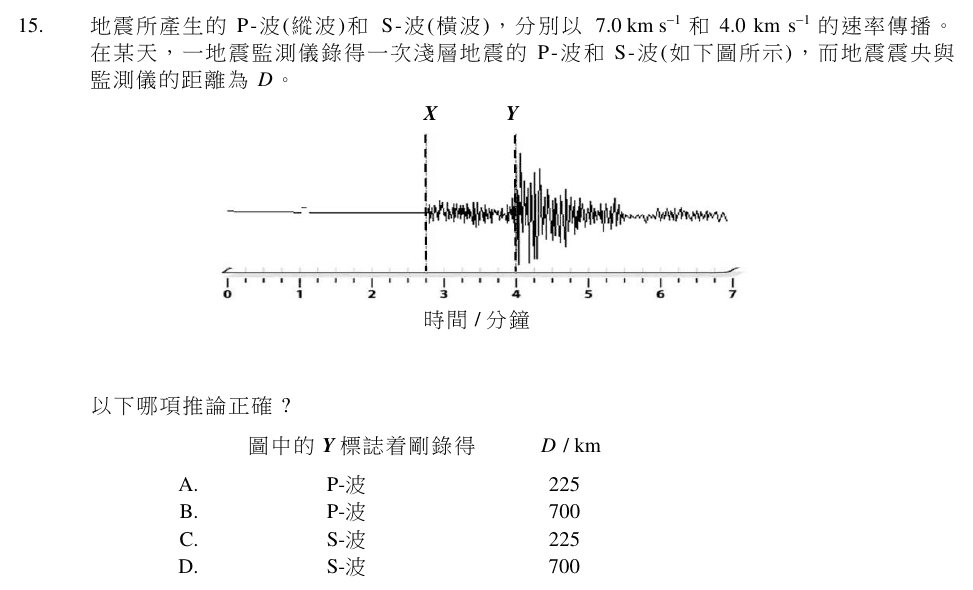 15. 地震所產生的 P-波(縱波)和 S-波(橫波)，分別以 7.0 km s⁻¹ 和 4.0 km s⁻¹ 的速率傳播。
在某天，一地震監測儀錄得一次淺層地震的 P-波和 S-波(如下圖所示)，而地震震央與
監測儀的距離為 D。
X Y
0 1 2 3 4 5 6 7
時間 / 分鐘
以下哪項推論正確？
圖中的 Y 標誌着剛錄得 D / km
A. P-波 225
B. P-波 700
C. S-波 225
D. S-波 700